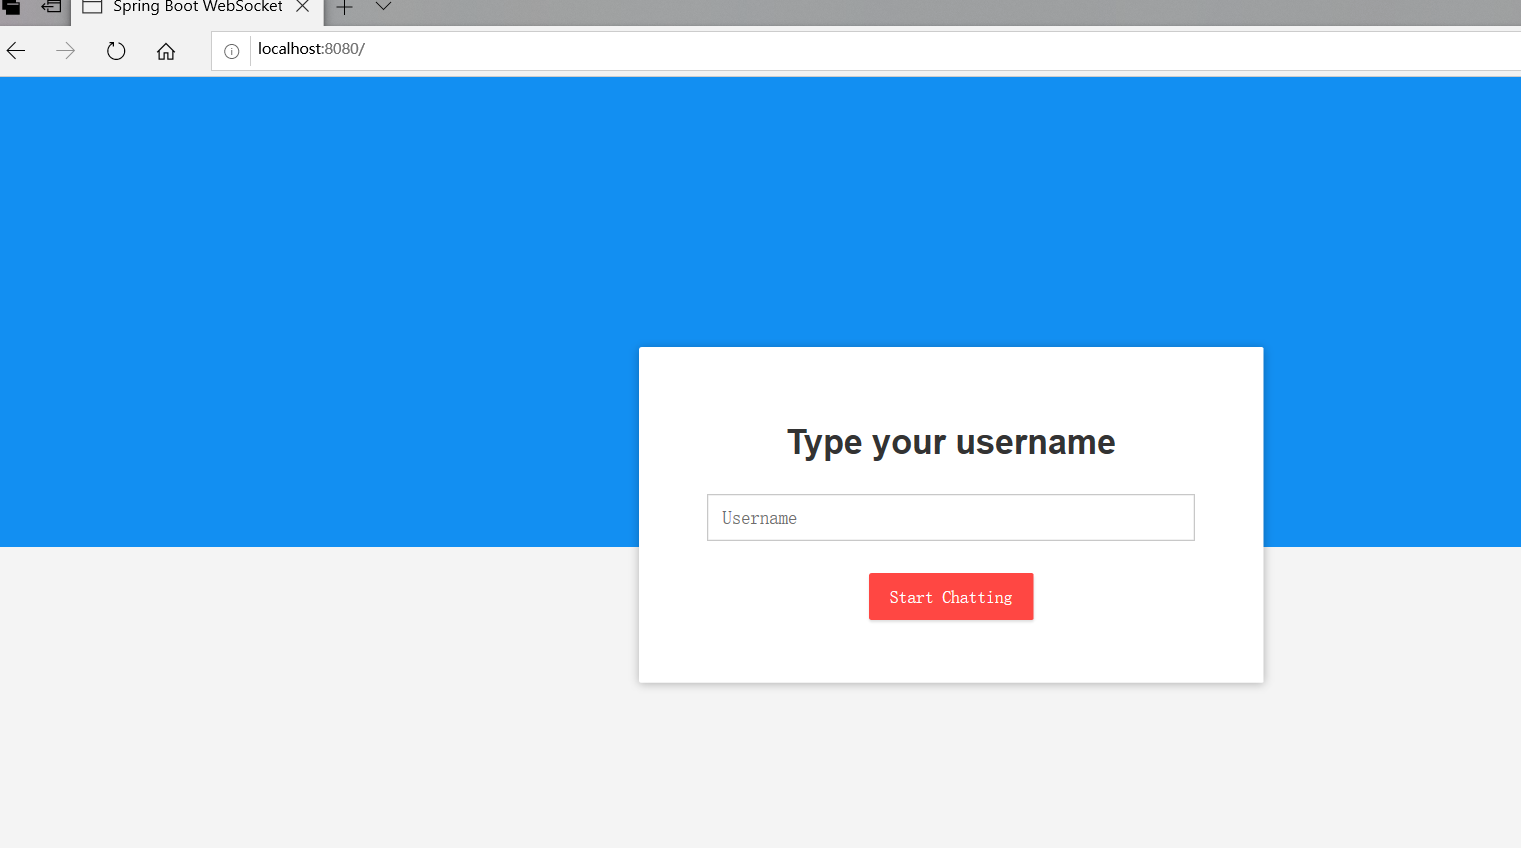 Spring Boot WebSocket
localhost:8080/
Type your username
Username
Start Chatting